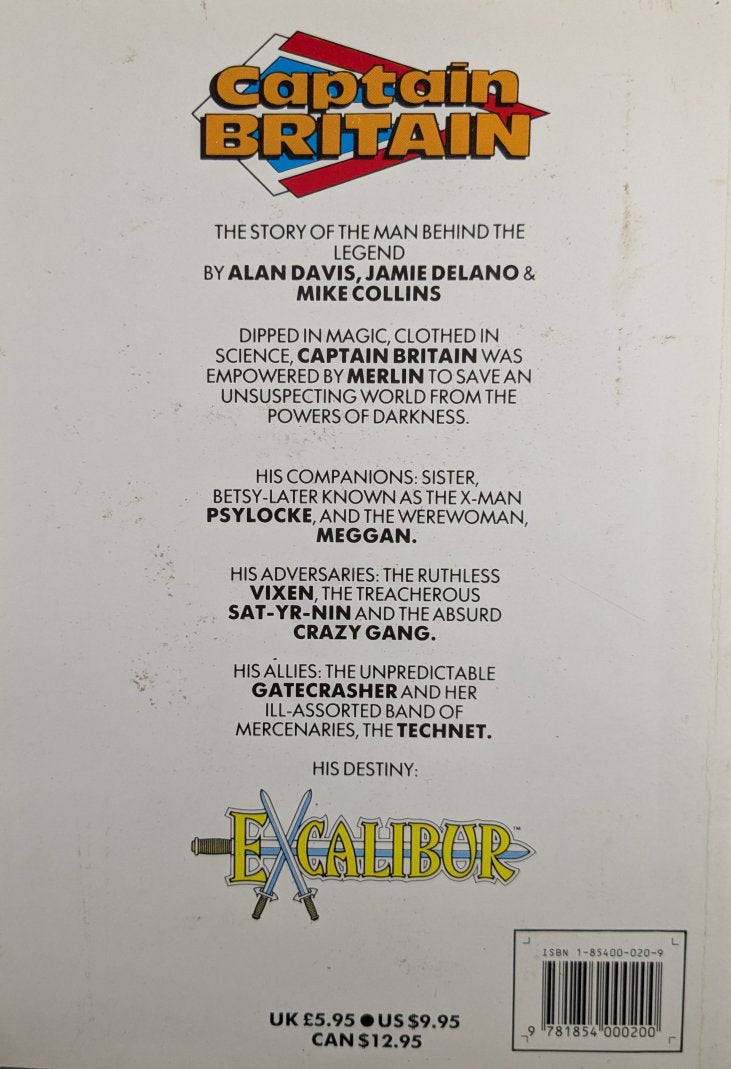 Captain
BRITAIN
THE STORY OF THE MAN BEHIND THE
LEGEND
BY ALAN DAVIS, JAMIE DELANO &
MIKE COLLINS
DIPPED IN MAGIC, CLOTHED IN
SCIENCE, CAPTAIN BRITAIN WAS
EMPOWERED BY MERLIN TO SAVE AN
UNSUSPECTING WORLD FROM THE
POWERS OF DARKNESS.
HIS COMPANIONS: SISTER,
BETSY-LATER KNOWN AS THE X-MAN
PSYLOCKE, AND THE WEREWOMAN,
MEGGAN.
HIS ADVERSARIES: THE RUTHLESS
VIXEN, THE TREACHEROUS
SAT-YR-NIN AND THE ABSURD
CRAZY GANG.
HIS ALLIES: THE UNPREDICTABLE
GATECRASHER AND HER
ILL-ASSORTED BAND OF
MERCENARIES, THE TECHNET.
HIS DESTINY:
EXCALIBUR™
ISBN 1-85400-020-9
9 781854 000200
UK £5.95 ● US $9.95
CAN $12.95